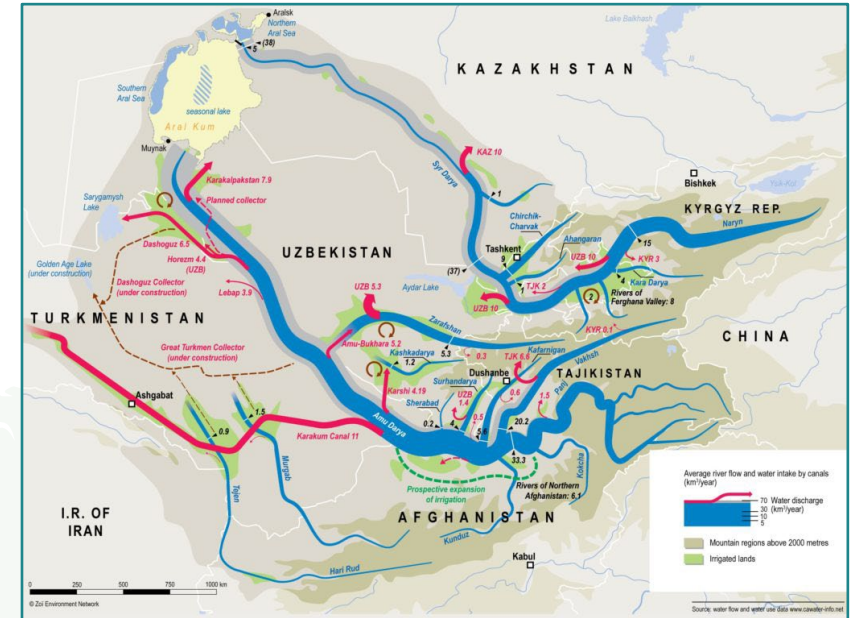 Aralsk
Northern
Aral Sea
(38)
5
Lake Balkhash
Ili
KAZAKHSTAN
Southern
Aral Sea
seasonal lake
Aral Kum
Muynak
KAZ 10
Syr Darya
1
Bishkek
Ysk-Kol
Karakalpakstan 7.9
Planned collector
Sarygamysh
Lake
KYRGYZ REP.
Naryn
Chirchik-
Charvak
Ahangaran
15
Tashkent
9
UZB 10
KYR 3
Dashoguz 6.5
Horezm 4.4
(UZB)
UZBEKISTAN
4
Kara Darya
Golden Age Lake
(under construction)
(37)
1
TJK 2
Rivers of
Ferghana Valley: 8
2
Dashoguz Collector
(under construction)
Lebap 3.9
Aydar Lake
UZB 5.3
UZB 10
TURKMENISTAN
Zarafshan
KYR 0.1
CHINA
Great Turkmen Collector
(under construction)
Amu-Bukhara 5.2
5.3
Kashkadarya
1.2
0.3
Kafarnigan
TJK 6.6
Vakhsh
Dushanbe
TAJIKISTAN
Surhandarya
Karshi 4.19
Sherabad
UZB
1.4
0.6
1.5
Panj
Ashgabat
0.9
1.5
0.2
4
0.5
5.4
20.2
Amu Darya
Karakum Canal 11
33.3
Kokcha
Tejen
Murgab
Prospective expansion
of irrigation
Rivers of Northern
Afghanistan: 6.1
I.R. OF
IRAN
AFGHANISTAN
Kunduz
Kabul
Hari Rud
Average river flow and water intake by canals
(km³/year)
70 Water discharge
30 (km³/year)
10
5
Mountain regions above 2000 metres
Irrigated lands
0 250 500 750 1000 km
© Zoï Environment Network
Source: water flow and water use data www.cawater-info.net